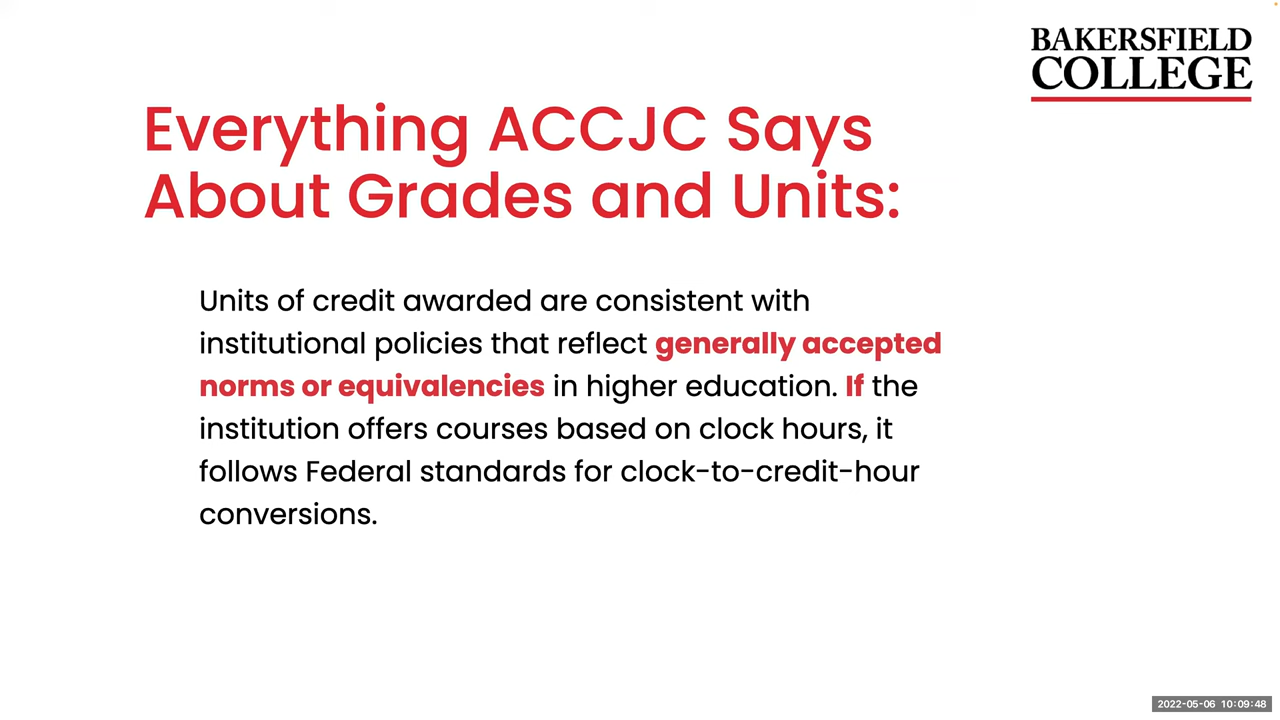 BAKERSFIELD
COLLEGE
Everything ACCJC Says
About Grades and Units:
Units of credit awarded are consistent with
institutional policies that reflect generally accepted
norms or equivalencies in higher education. If the
institution offers courses based on clock hours, it
follows Federal standards for clock-to-credit-hour
conversions.
2022-05-06 10:09:48